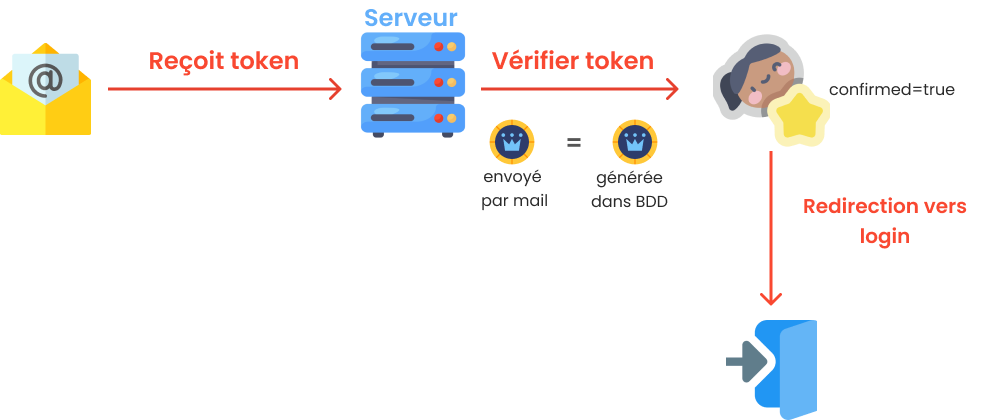 Serveur
Reçoit token
Vérifier token
@
confirmed=true
=
envoyé
par mail
générée
dans BDD
Redirection vers
login